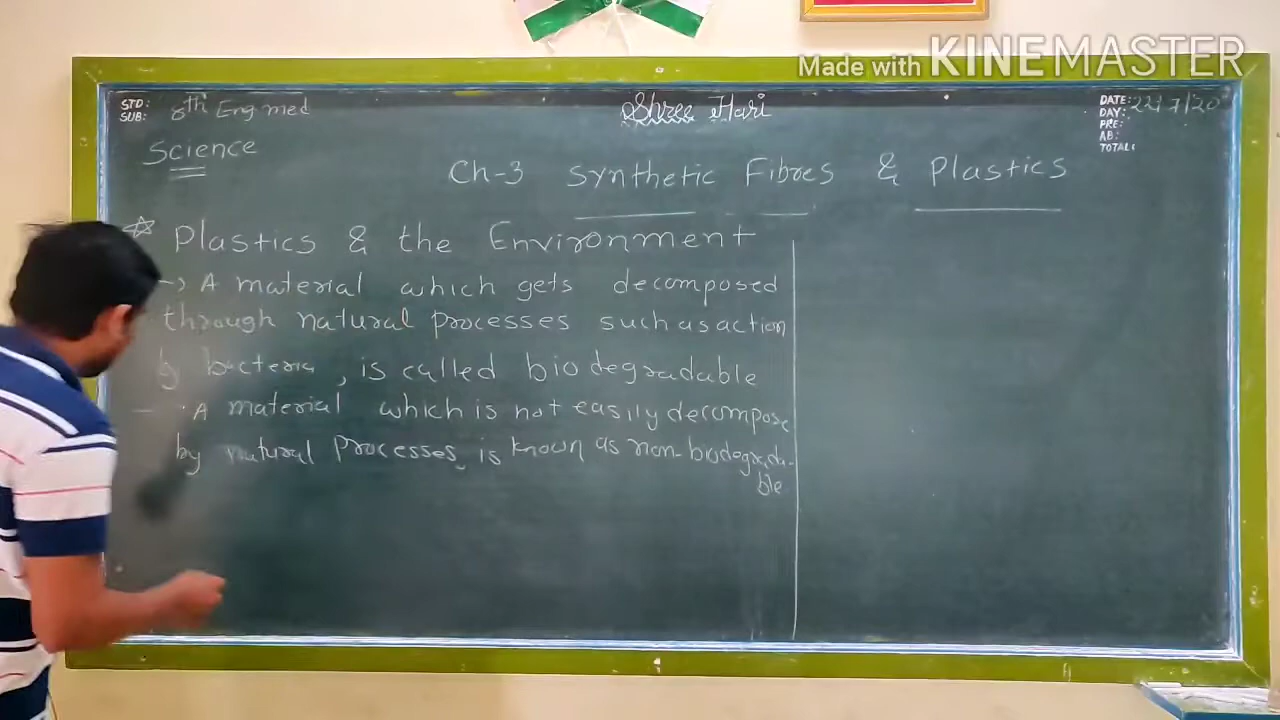 Made with KINEMASTER
STD: 8th Eng med
SUB:
Science
Shree Hari
DATE: 22/7/20
DAY:
PRE:
AB:
TOTAL:
Ch-3 Synthetic Fibres & Plastics
Plastics & the Environment
→ A material which gets decomposed
through natural processes such as action
by bacteria, is called biodegradable
- A material which is not easily decompose
by natural processes, is known as non-biodegrada-
ble